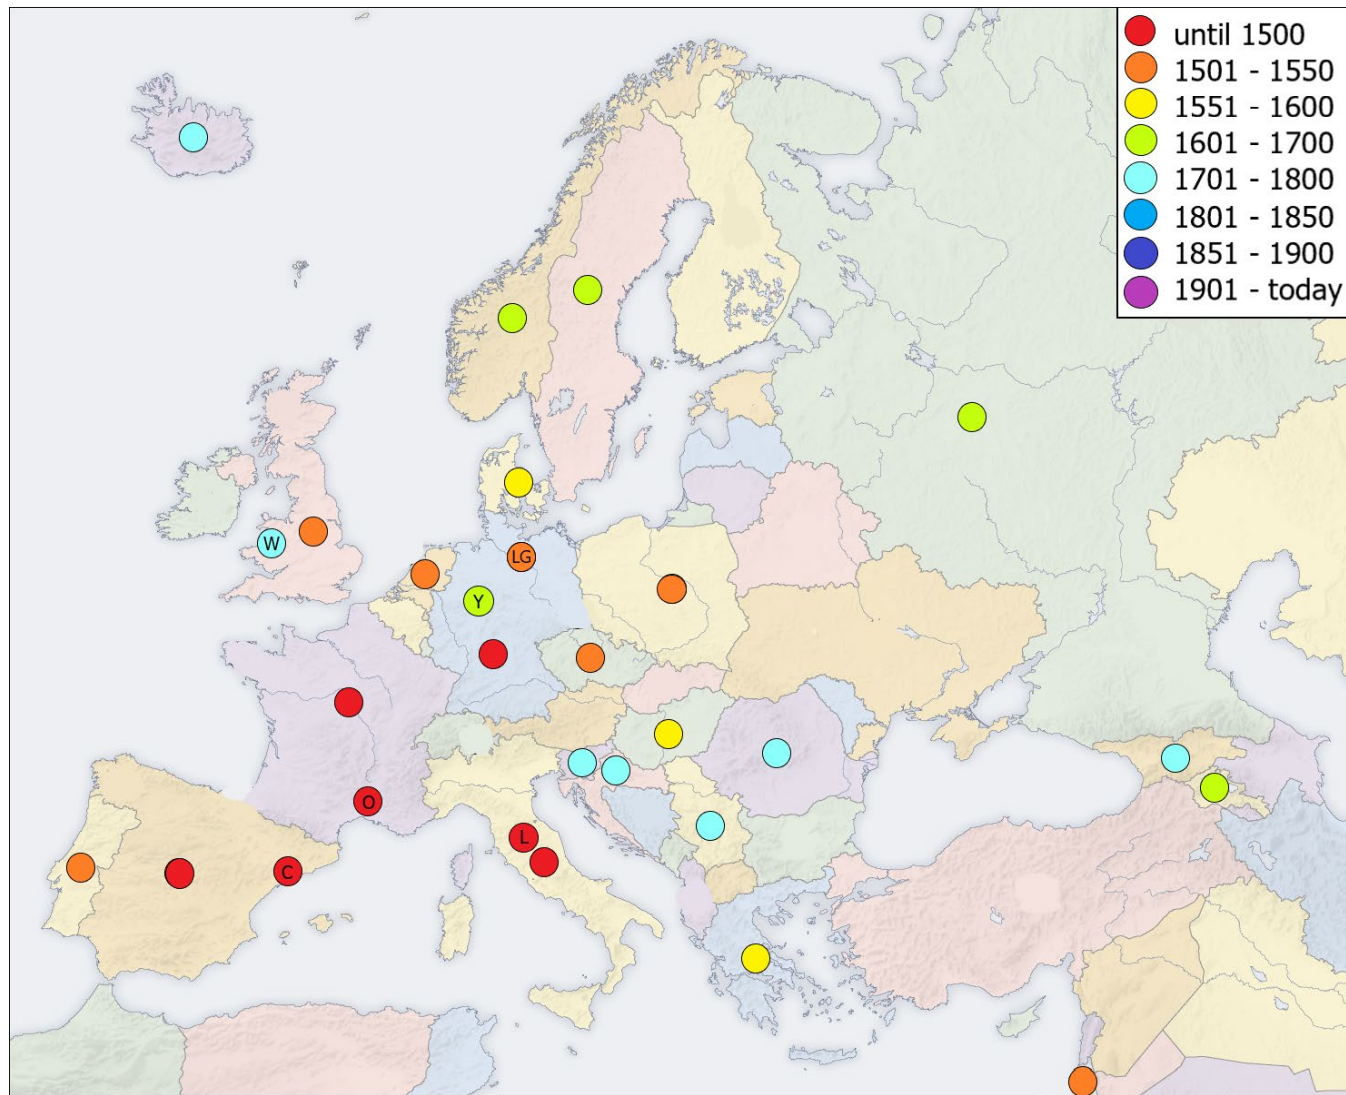 until 1500
1501 - 1550
1551 - 1600
1601 - 1700
1701 - 1800
1801 - 1850
1851 - 1900
1901 - today
W
LG
Y
O
L
C